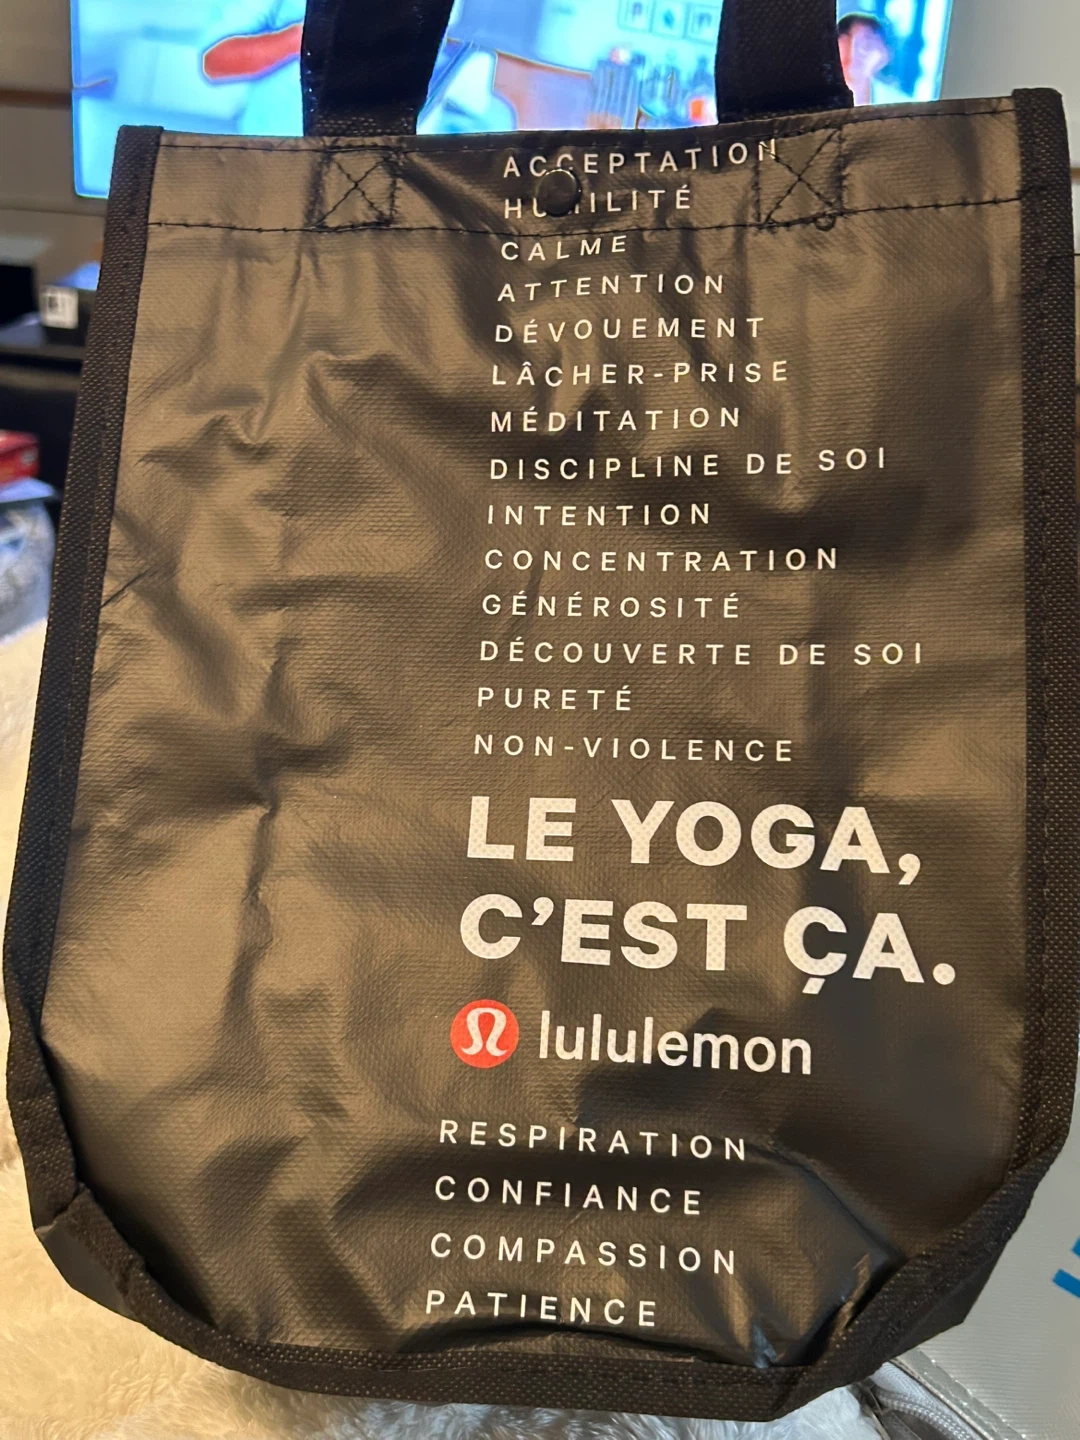 ACCEPTATION
HUMILITÉ
CALME
ATTENTION
DÉVOUEMENT
LÂCHER-PRISE
MÉDITATION
DISCIPLINE DE SOI
INTENTION
CONCENTRATION
GÉNÉROSITÉ
DÉCOUVERTE DE SOI
PURETÉ
NON-VIOLENCE
LE YOGA,
C'EST ÇA.
lululemon
RESPIRATION
CONFIANCE
COMPASSION
PATIENCE